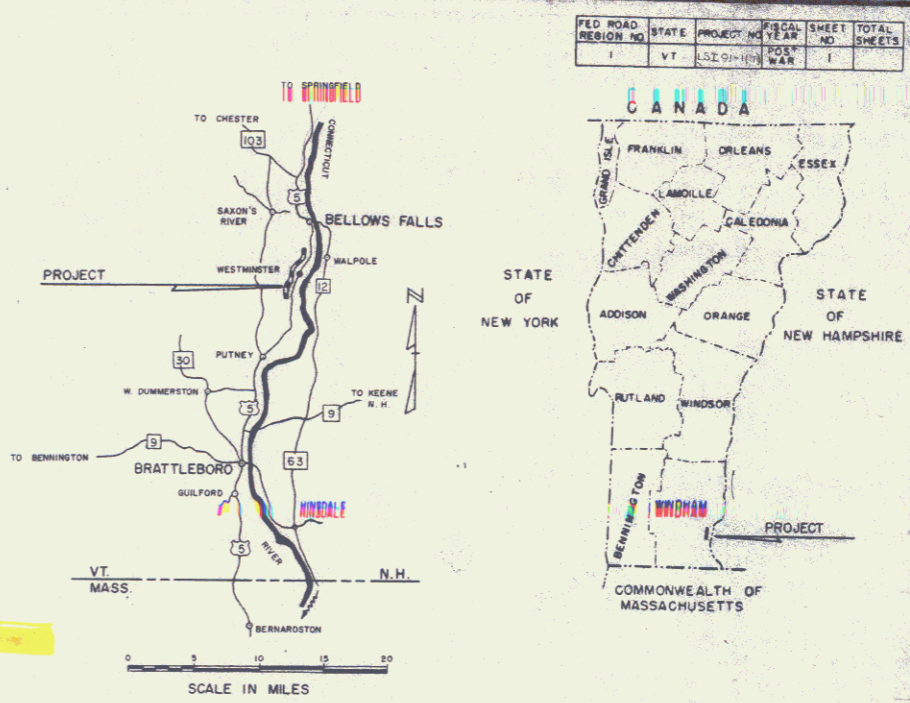 FED ROAD REGION NO
STATE
PROJECT NO
FISCAL YEAR
SHEET NO
TOTAL SHEETS
1
VT
POST WAR
1
TO SPRINGFIELD
TO CHESTER
103
CONNECTICUT
5
SAXON'S RIVER
BELLOWS FALLS
WESTMINSTER
WALPOLE
PROJECT
12
N
PUTNEY
30
W. DUMMERSTON
5
TO KEENE N. H.
9
9
TO BENNINGTON
BRATTLEBORO
63
GUILFORD
HINSDALE
5
RIVER
VT.
N.H.
MASS.
BERNARDSTON
0 5 10 15 20
SCALE IN MILES
CANADA
GRAND ISLE
FRANKLIN
ORLEANS
ESSEX
LAMOILLE
CHITTENDEN
CALEDONIA
WASHINGTON
STATE
OF
NEW YORK
ADDISON
ORANGE
STATE
OF
NEW HAMPSHIRE
RUTLAND
WINDSOR
BENNINGTON
WINDHAM
PROJECT
COMMONWEALTH OF
MASSACHUSETTS